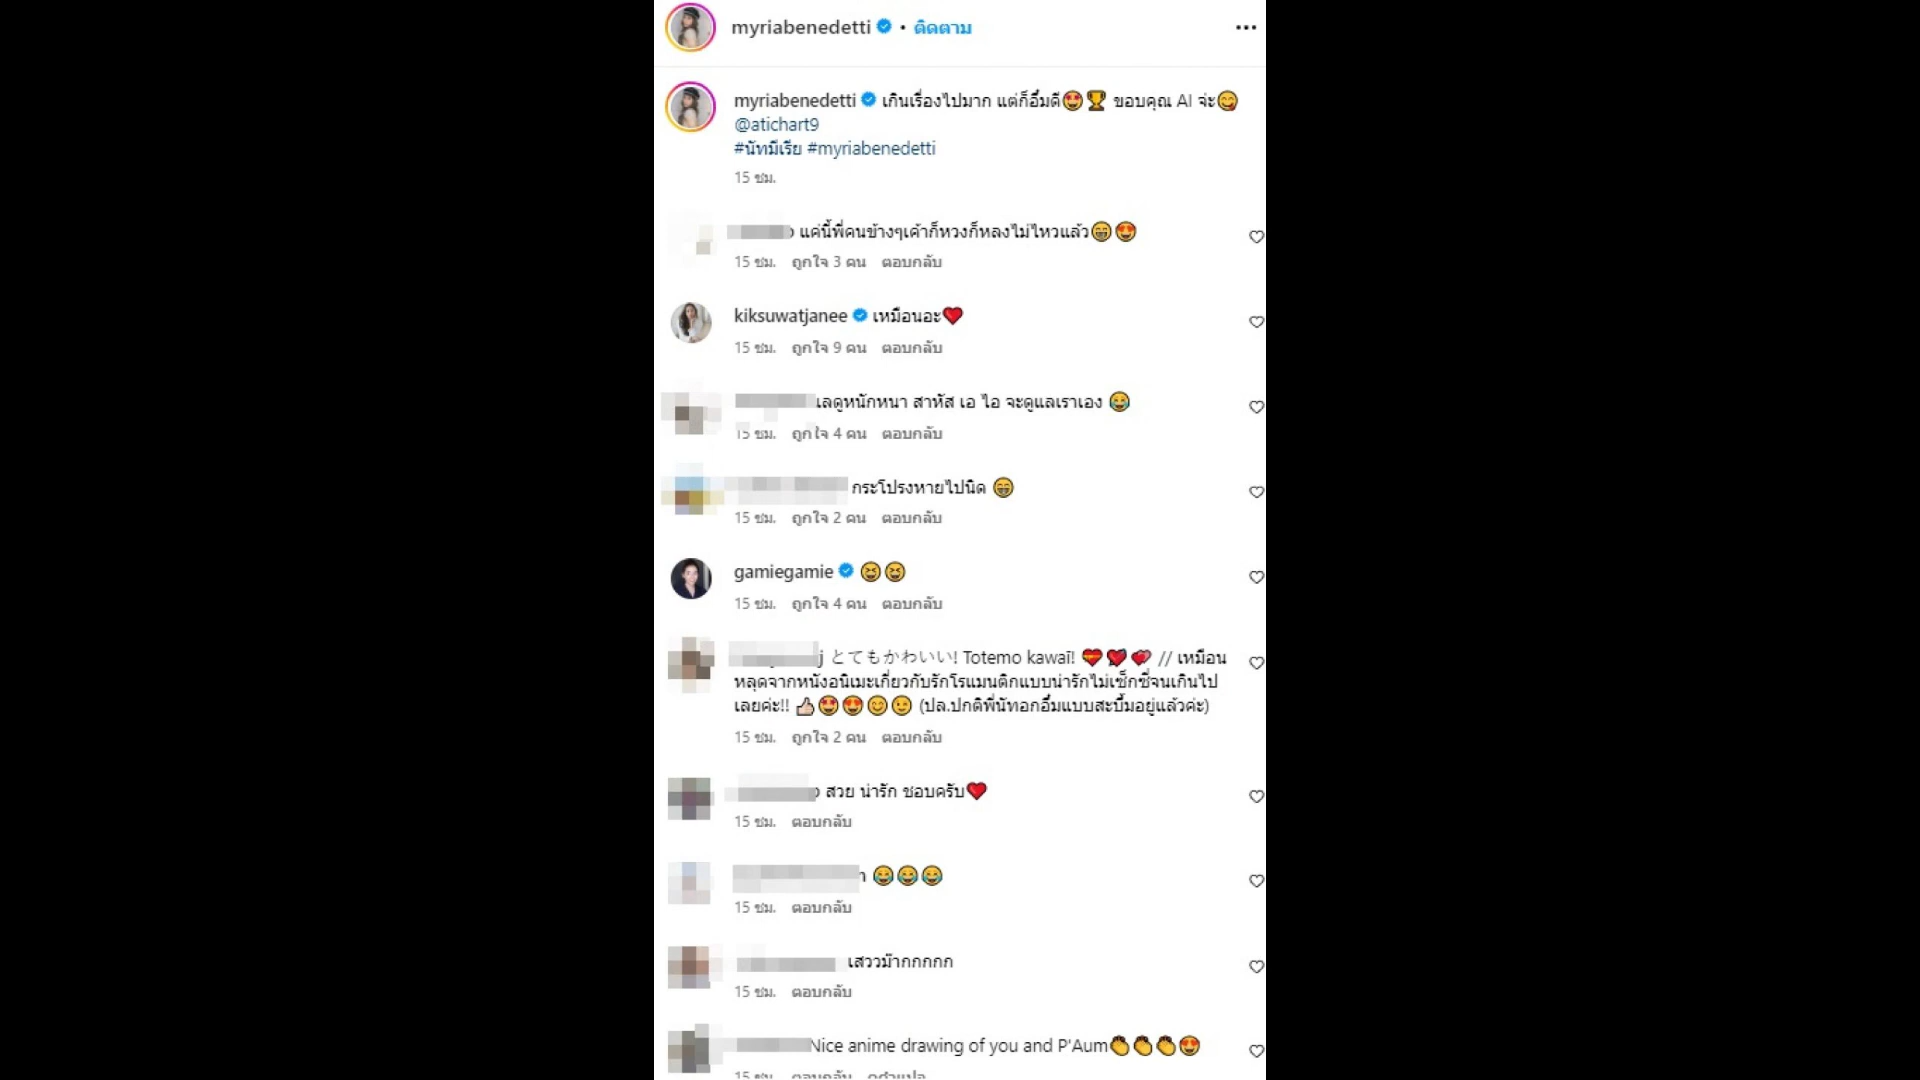 myriabenedetti • ติดตาม
myriabenedetti เกินเรื่องไปมาก แต่ก็อึ๋มดี ขอบคุณ AI จ่ะ
@atichart9
#นัทมีเรีย #myriabenedetti
15 ชม.
แค่นี้พี่คนข้างๆเค้าก็หวงก็หลงไม่ไหวแล้ว
15 ชม. ถูกใจ 3 คน ตอบกลับ
kiksuwatjanee เหมือนอะ
15 ชม. ถูกใจ 9 คน ตอบกลับ
เลดูหนักหนา สาหัส เอ ไอ จะดูแลเราเอง
15 ชม. ถูกใจ 4 คน ตอบกลับ
กระโปรงหายไปนิด
15 ชม. ถูกใจ 2 คน ตอบกลับ
gamiegamie
15 ชม. ถูกใจ 4 คน ตอบกลับ
とてもかわいい! Totemo kawaī! // เหมือน
หลุดจากหนังอนิเมะเกี่ยวกับรักโรแมนติกแบบน่ารักไม่เซ็กซี่จนเกินไป
เลยค่ะ!! (ปล.ปกติพี่นัทอกอึ๋มแบบสะบึ้มอยู่แล้วค่ะ)
15 ชม. ถูกใจ 2 คน ตอบกลับ
สวย น่ารัก ชอบครับ
15 ชม. ตอบกลับ
15 ชม. ตอบกลับ
เสววม๊ากกกกก
15 ชม. ตอบกลับ
Nice anime drawing of you and P'Aum
15 ชม. ตอบกลับ ดูคำแปล